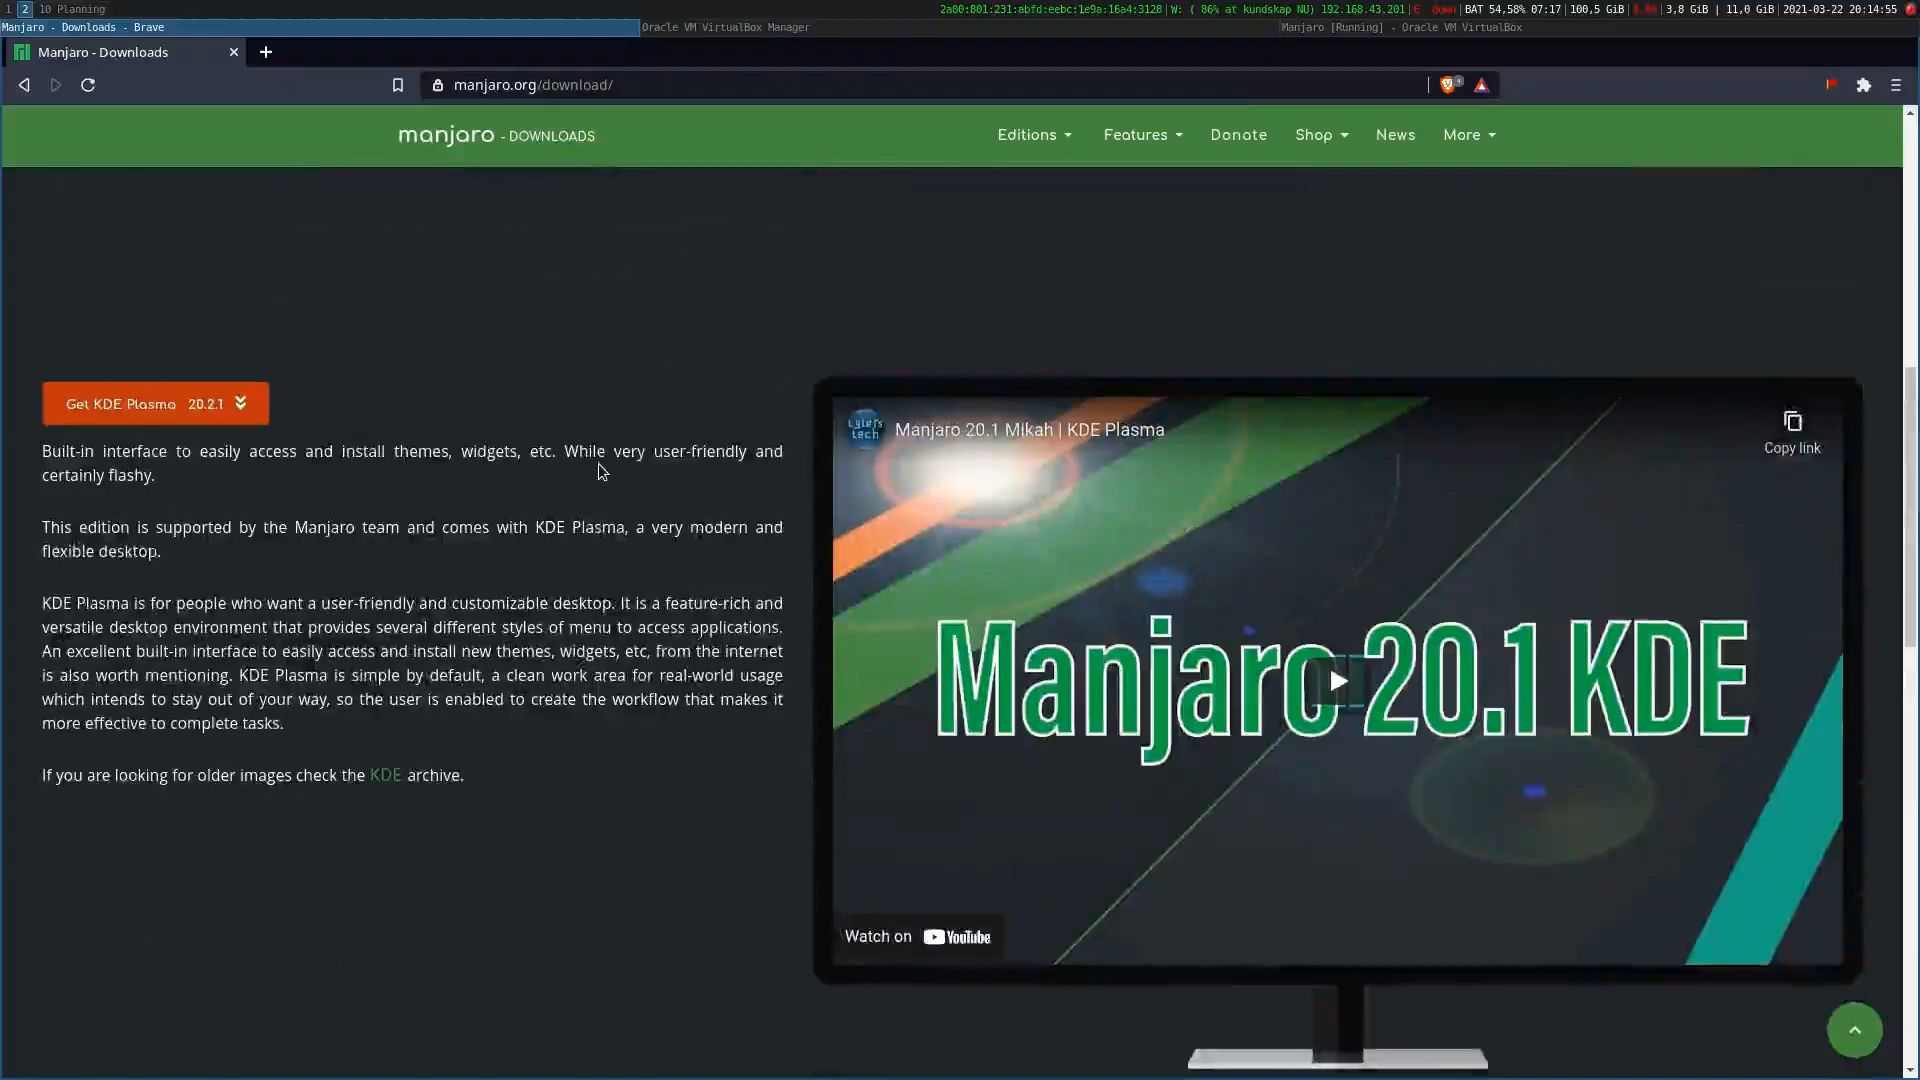 1 2 10 Planning
2a00:801:231:abfd:eebc:1e9a:16a4:3128 | W: ( 86% at kundskap NU) 192.168.43.201 | E: down | BAT 54,58% 07:17 | 100,5 GiB | 3,8 GiB | 11,0 GiB | 2021-03-22 20:14:55
Manjaro - Downloads - Brave
Oracle VM VirtualBox Manager
Manjaro [Running] - Oracle VM VirtualBox
Manjaro - Downloads
manjaro.org/download/
manjaro - DOWNLOADS
Editions
Features
Donate
Shop
News
More
Get KDE Plasma 20.2.1
Built-in interface to easily access and install themes, widgets, etc. While very user-friendly and
certainly flashy.
This edition is supported by the Manjaro team and comes with KDE Plasma, a very modern and
flexible desktop.
KDE Plasma is for people who want a user-friendly and customizable desktop. It is a feature-rich and
versatile desktop environment that provides several different styles of menu to access applications.
An excellent built-in interface to easily access and install new themes, widgets, etc, from the internet
is also worth mentioning. KDE Plasma is simple by default, a clean work area for real-world usage
which intends to stay out of your way, so the user is enabled to create the workflow that makes it
more effective to complete tasks.
If you are looking for older images check the KDE archive.
tyler's
tech
Manjaro 20.1 Mikah | KDE Plasma
Copy link
Manjaro 20.1 KDE
Watch on YouTube